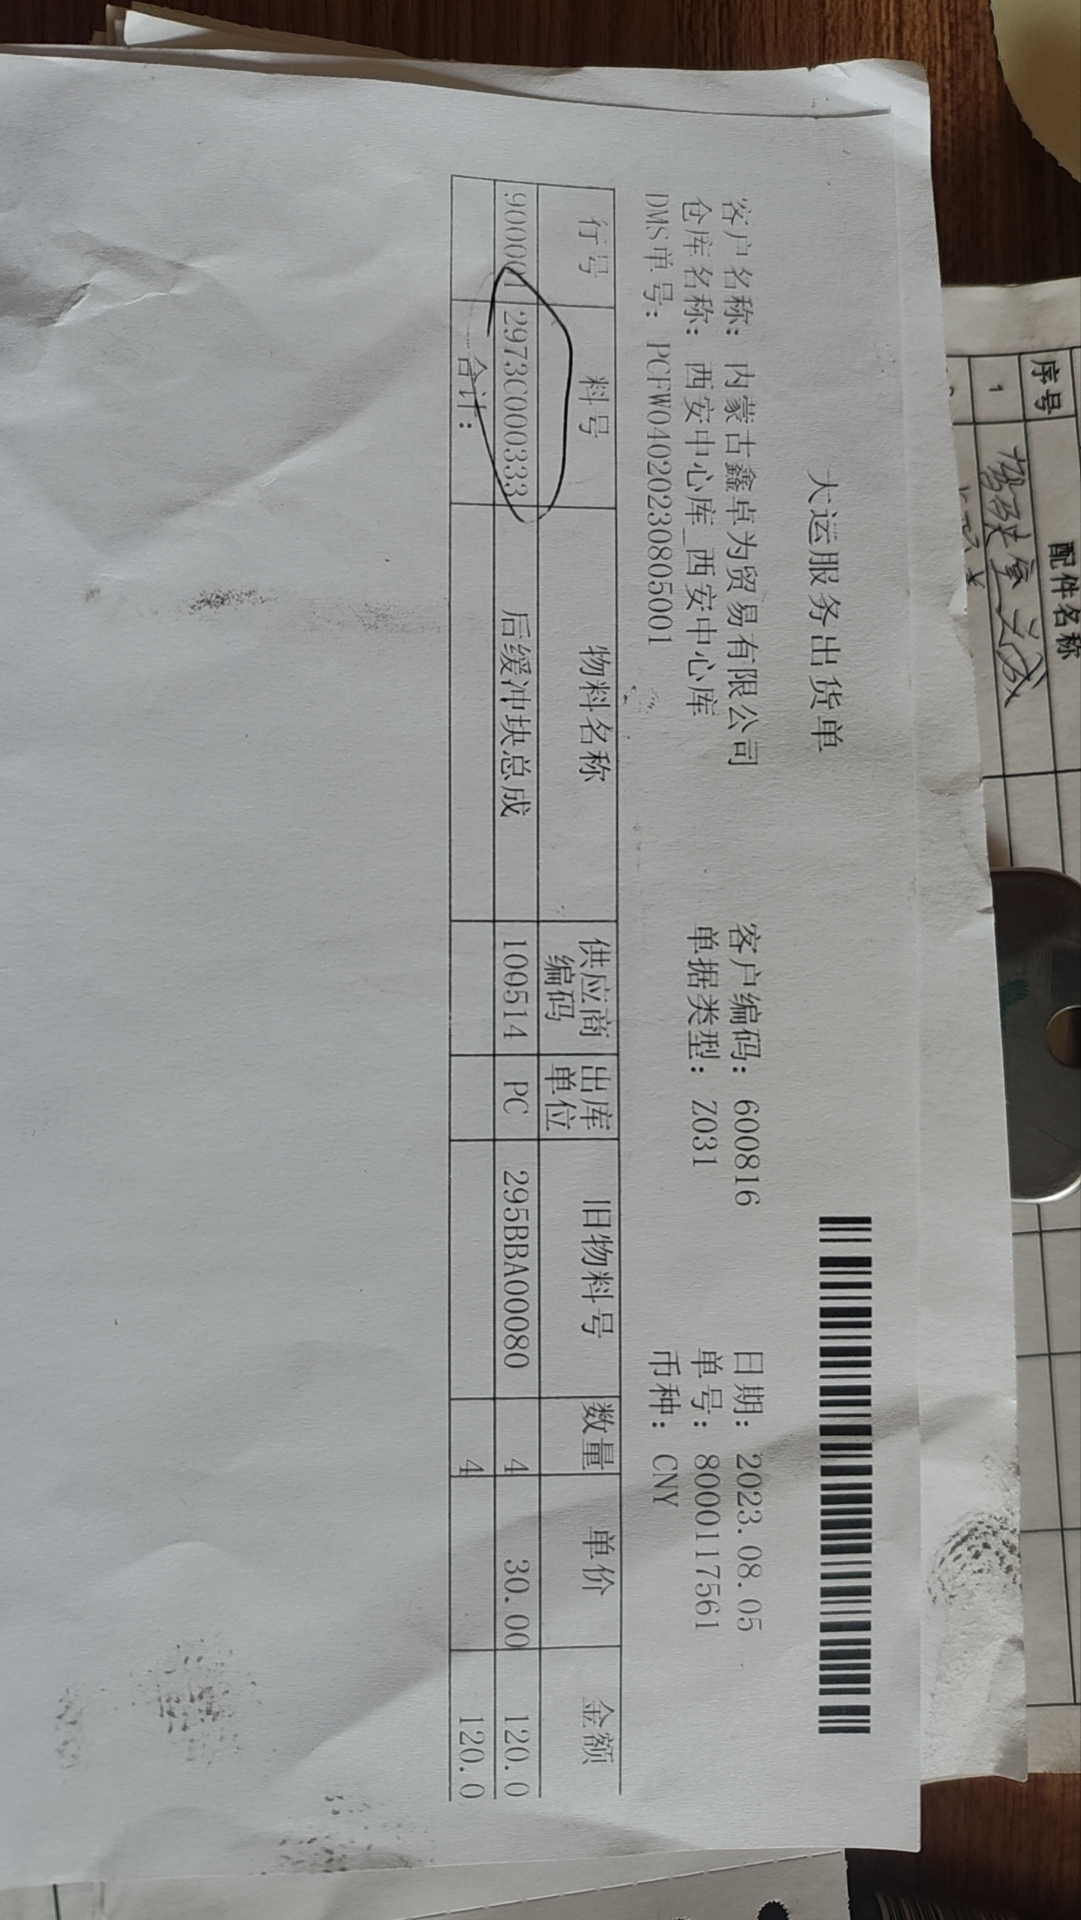 大运服务出货单
客户名称: 内蒙古鑫卓为贸易有限公司 客户编码: 600816 日期: 2023.08.05
仓库名称: 西安中心库_西安中心库 单据类型: Z031 单号: 8000117561
DMS单号: PCFW0402023080500​1 币种: CNY
行号 料号 物料名称 供应商编码 出库单位 旧物料号 数量 单价 金额
900001 2973C000333 后缓冲块总成 100514 PC 295BBA00080 4 30.00 120.0
合计: 4 120.0
序号 配件名称
1